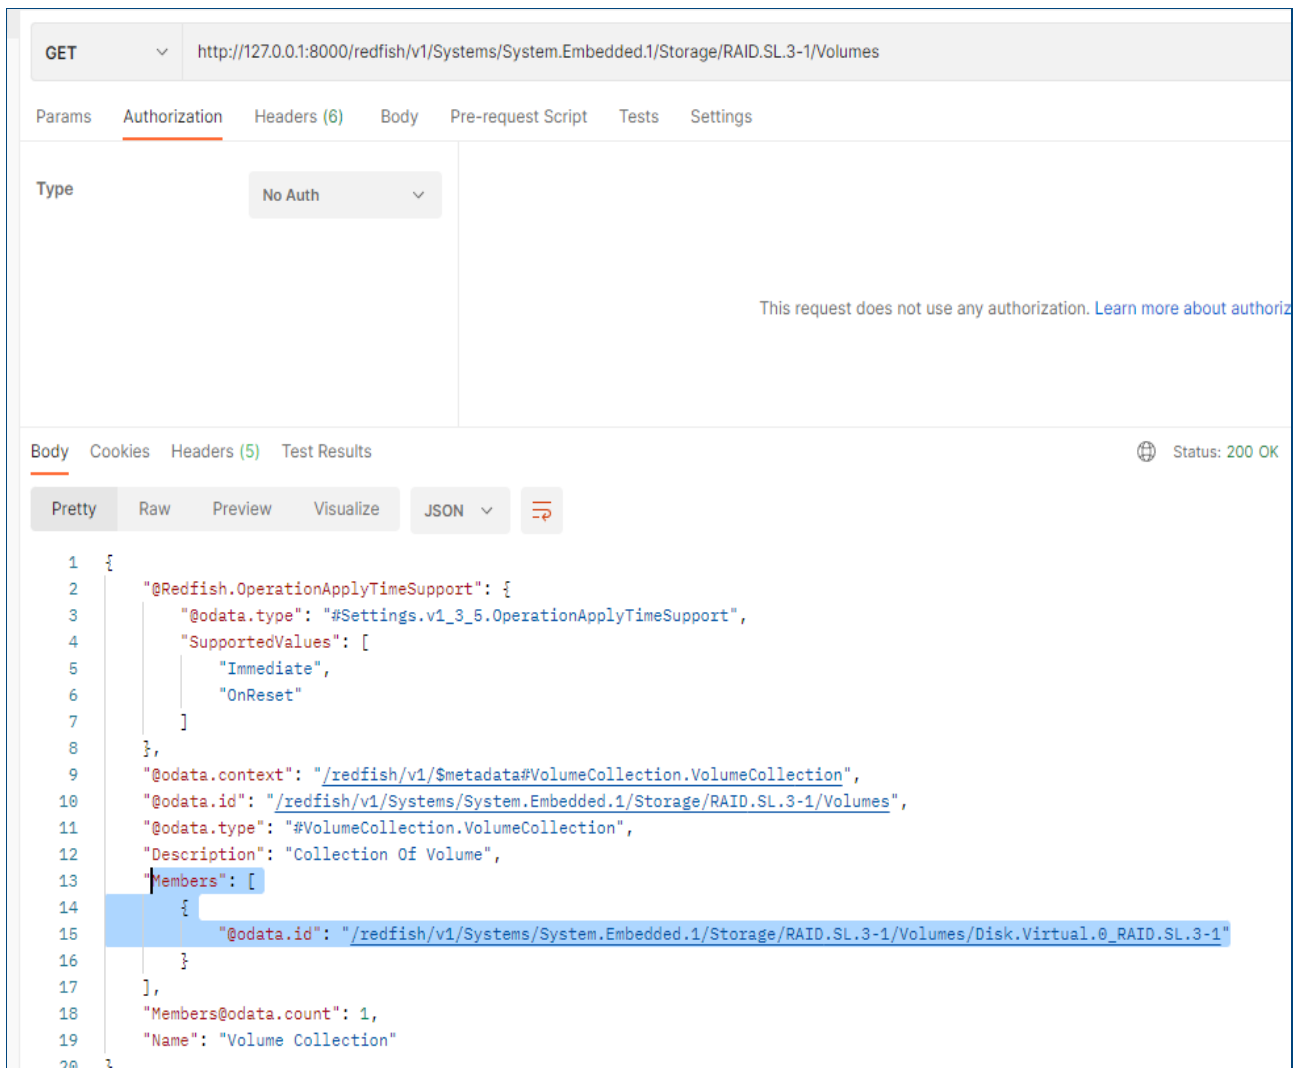 GET http://127.0.0.1:8000/redfish/v1/Systems/System.Embedded.1/Storage/RAID.SL.3-1/Volumes
Params Authorization Headers (6) Body Pre-request Script Tests Settings
Type No Auth
This request does not use any authorization. Learn more about authoriz
Body Cookies Headers (5) Test Results Status: 200 OK
Pretty Raw Preview Visualize JSON
1 {
2 "@Redfish.OperationApplyTimeSupport": {
3 "@odata.type": "#Settings.v1_3_5.OperationApplyTimeSupport",
4 "SupportedValues": [
5 "Immediate",
6 "OnReset"
7 ]
8 },
9 "@odata.context": "/redfish/v1/$metadata#VolumeCollection.VolumeCollection",
10 "@odata.id": "/redfish/v1/Systems/System.Embedded.1/Storage/RAID.SL.3-1/Volumes",
11 "@odata.type": "#VolumeCollection.VolumeCollection",
12 "Description": "Collection Of Volume",
13 "Members": [
14 {
15 "@odata.id": "/redfish/v1/Systems/System.Embedded.1/Storage/RAID.SL.3-1/Volumes/Disk.Virtual.0_RAID.SL.3-1"
16 }
17 ],
18 "Members@odata.count": 1,
19 "Name": "Volume Collection"
20 }